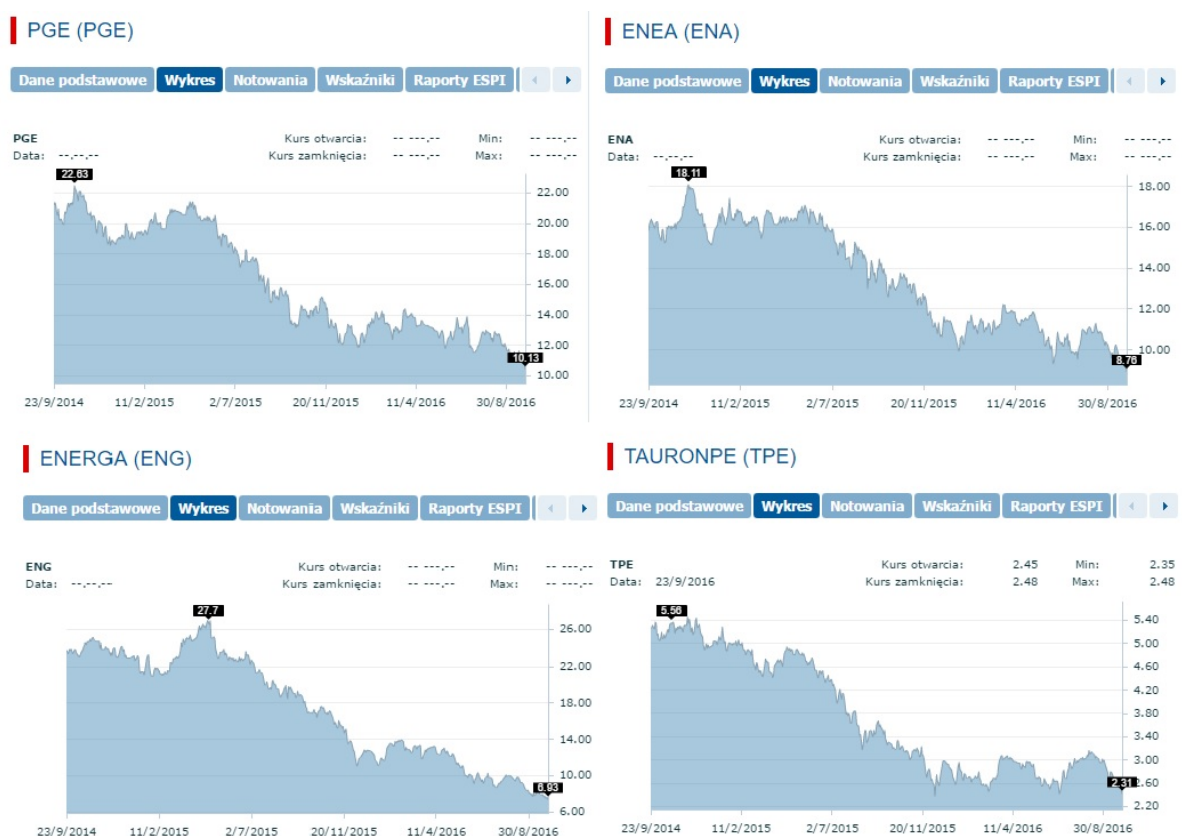 PGE (PGE)
Dane podstawowe Wykres Notowania Wskaźniki Raporty ESPI
PGE Kurs otwarcia: -- ---,-- Min: -- ---,--
Data: --,--,-- Kurs zamknięcia: -- ---,-- Max: -- ---,--
22.63
22.00
20.00
18.00
16.00
14.00
12.00
10.13
10.00
23/9/2014 11/2/2015 2/7/2015 20/11/2015 11/4/2016 30/8/2016
ENEA (ENA)
Dane podstawowe Wykres Notowania Wskaźniki Raporty ESPI
ENA Kurs otwarcia: -- ---,-- Min: -- ---,--
Data: --,--,-- Kurs zamknięcia: -- ---,-- Max: -- ---,--
18.11
18.00
16.00
14.00
12.00
10.00
8.76
23/9/2014 11/2/2015 2/7/2015 20/11/2015 11/4/2016 30/8/2016
ENERGA (ENG)
Dane podstawowe Wykres Notowania Wskaźniki Raporty ESPI
ENG Kurs otwarcia: -- ---,-- Min: -- ---,--
Data: --,--,-- Kurs zamknięcia: -- ---,-- Max: -- ---,--
27.7
26.00
22.00
18.00
14.00
10.00
6.93
6.00
23/9/2014 11/2/2015 2/7/2015 20/11/2015 11/4/2016 30/8/2016
TAURONPE (TPE)
Dane podstawowe Wykres Notowania Wskaźniki Raporty ESPI
TPE Kurs otwarcia: 2.45 Min: 2.35
Data: 23/9/2016 Kurs zamknięcia: 2.48 Max: 2.48
5.56
5.40
5.00
4.60
4.20
3.80
3.40
3.00
2.31
2.20
23/9/2014 11/2/2015 2/7/2015 20/11/2015 11/4/2016 30/8/2016